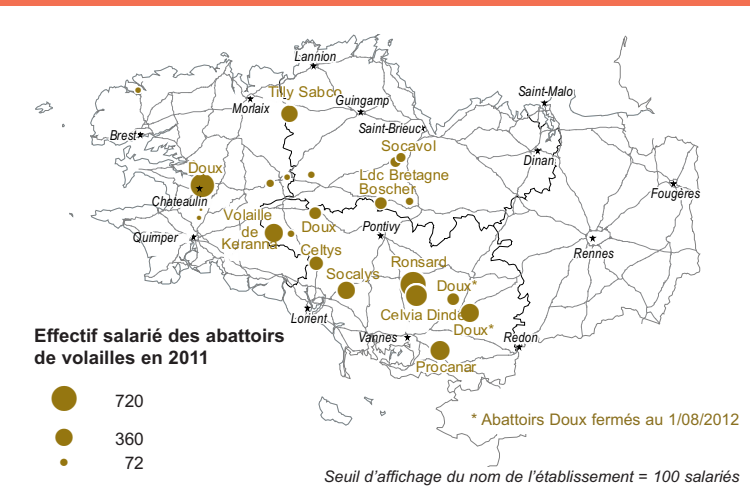 Lannion
Tilly Sabco
Guingamp
Morlaix
Saint-Malo
Brest
Saint-Brieuc
Socavol
Dinan
Doux
Ldc Bretagne
Boscher
Chateaulin
Fougères
Volaille
de
Keranna
Doux
Pontivy
Quimper
Celtys
Rennes
Ronsard
Socalys
Doux*
Celvia Dinde
Lorient
Doux*
Vannes
Redon
Procanar
Effectif salarié des abattoirs
de volailles en 2011
720
360
72
* Abattoirs Doux fermés au 1/08/2012
Seuil d'affichage du nom de l'établissement = 100 salariés